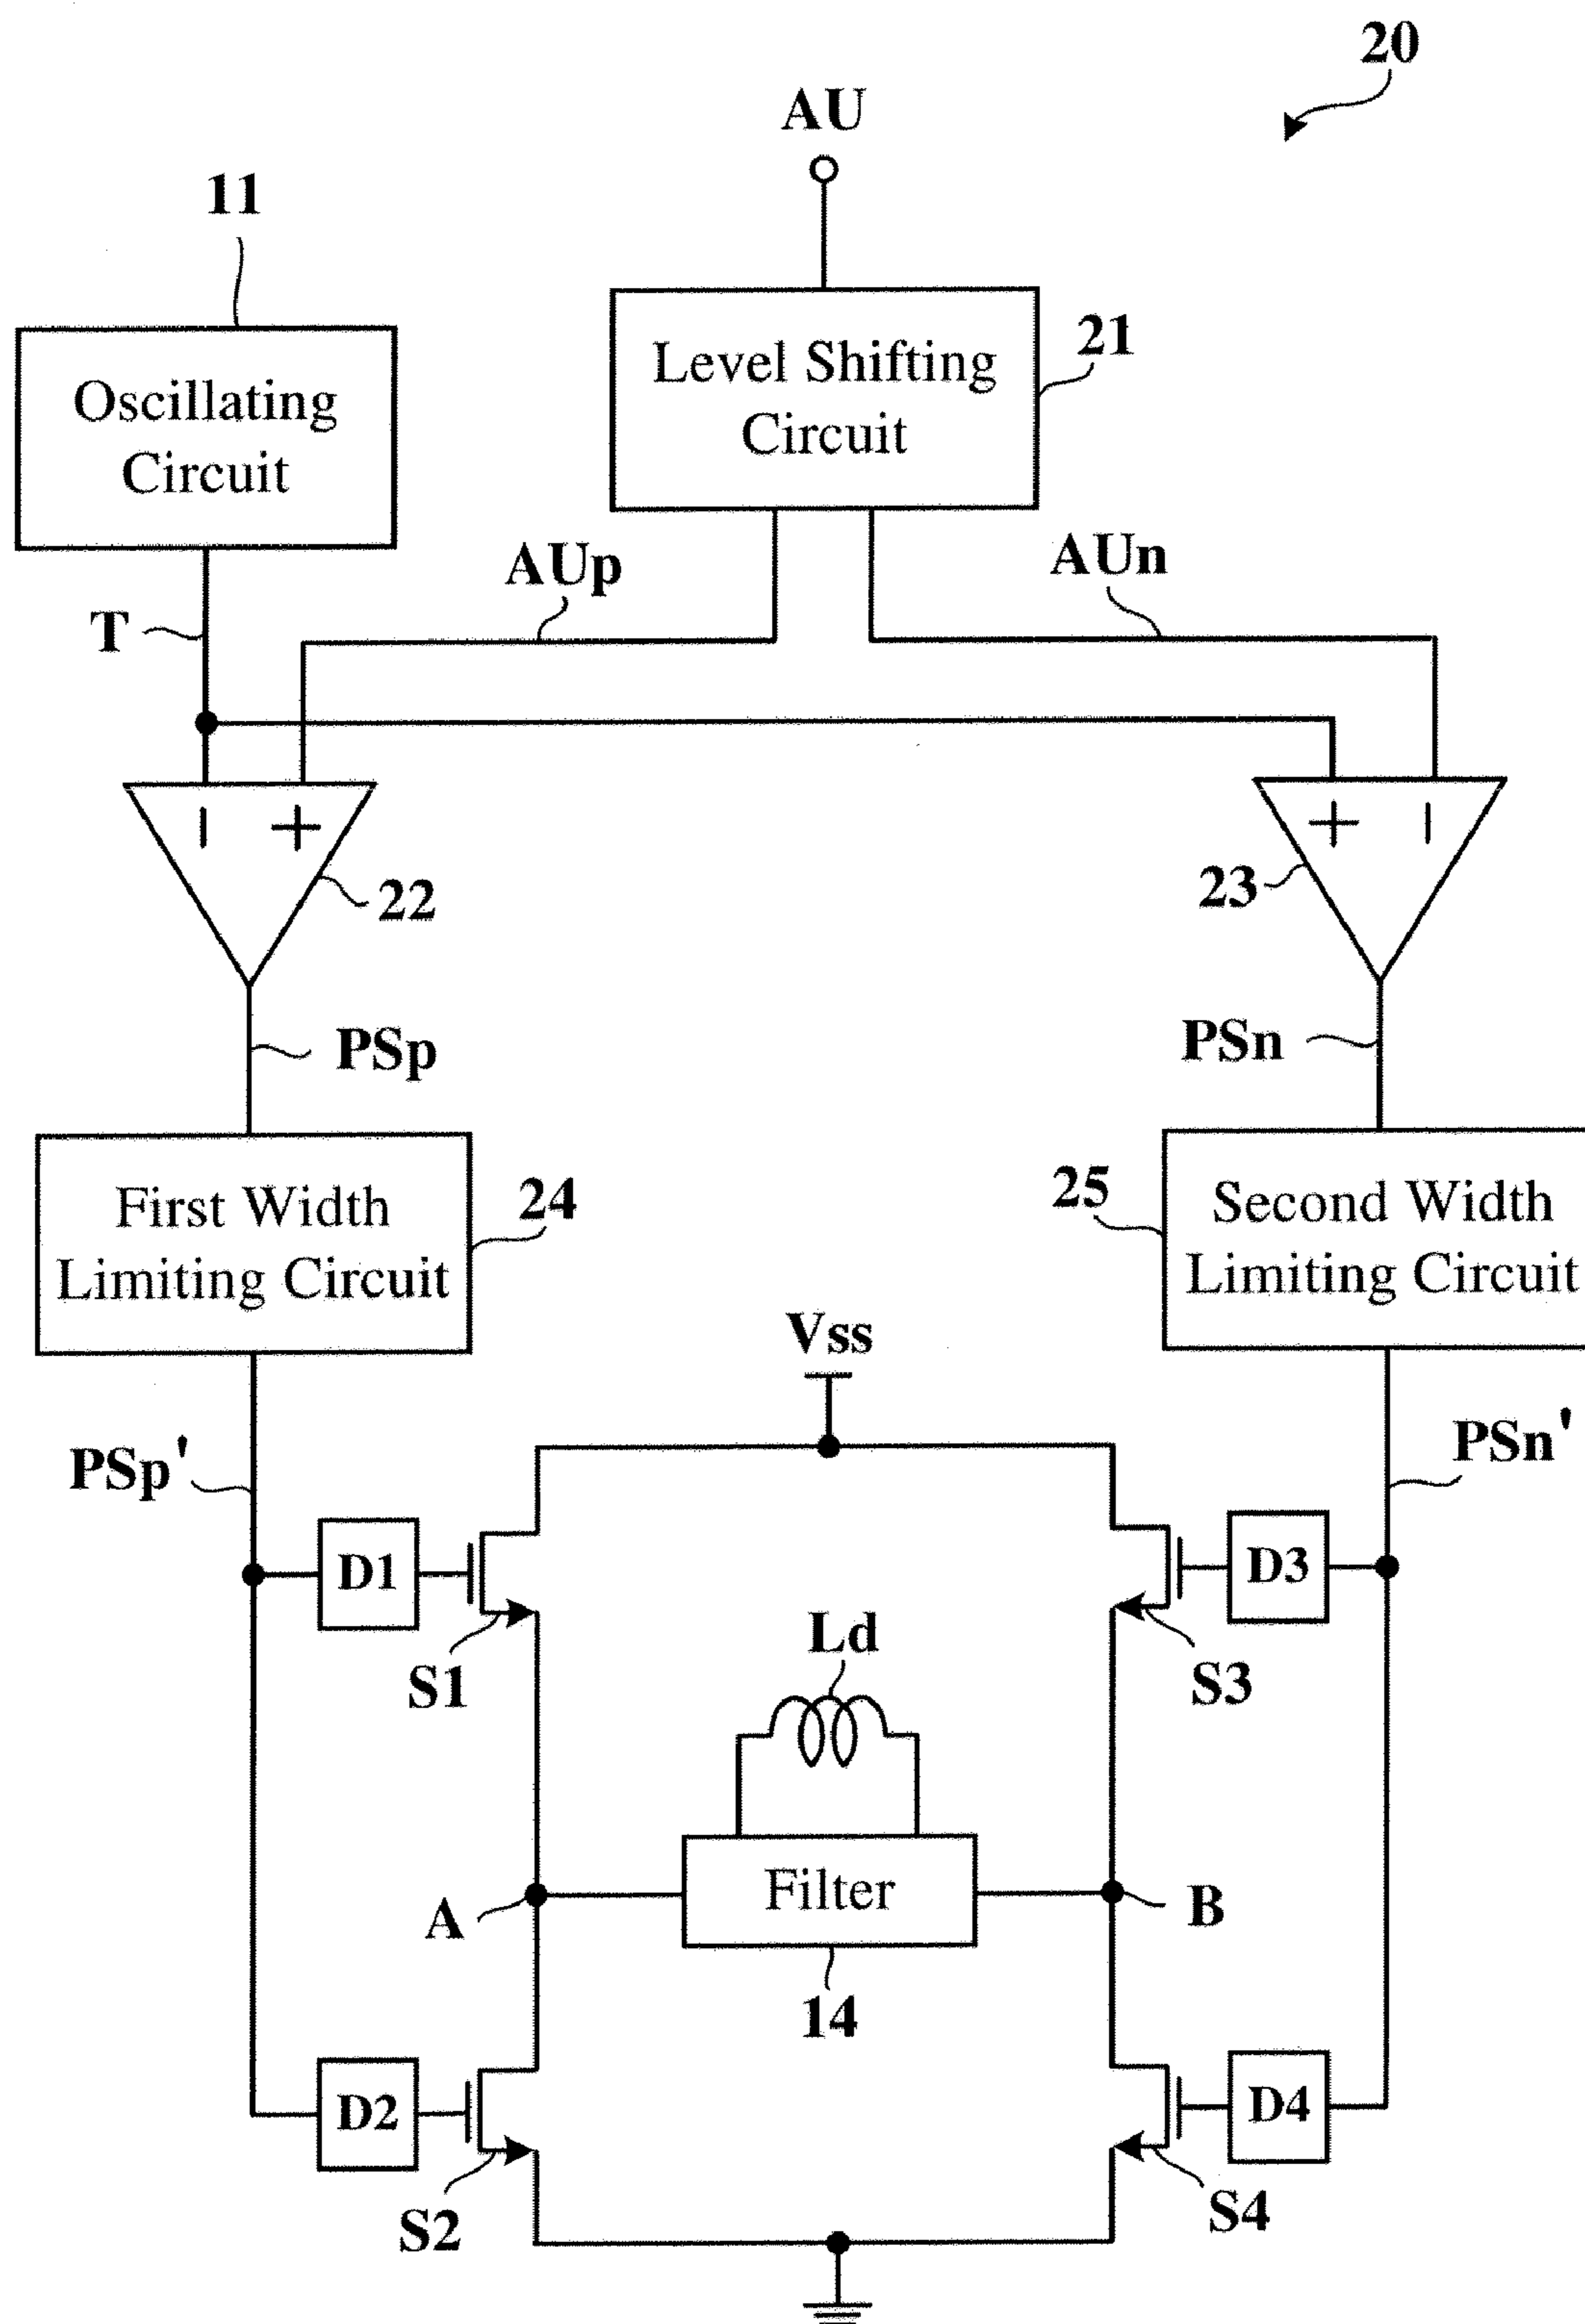 20
AU
11
Oscillating
Circuit
Level Shifting
Circuit
21
AUp
AUn
T
22
23
PSp
PSn
First Width
Limiting Circuit
24
25
Second Width
Limiting Circuit
Vss
PSp'
PSn'
D1
D3
S1
Ld
S3
A
Filter
B
14
D2
D4
S2
S4